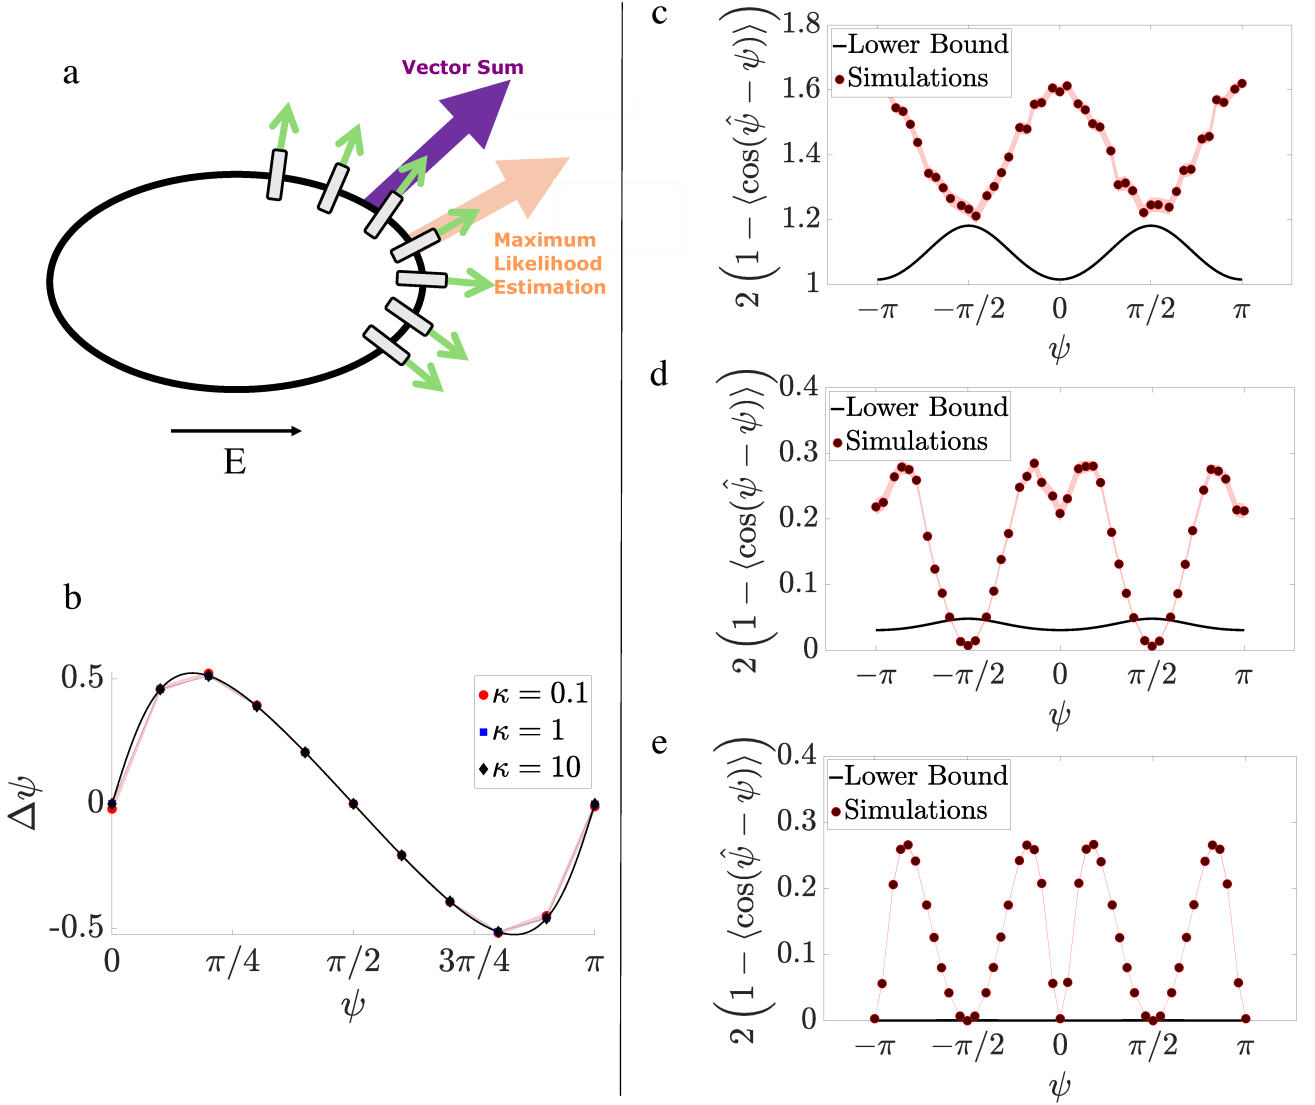 a
Vector Sum
Maximum
Likelihood
Estimation
E
b
0.5
0
-0.5
Δψ
κ = 0.1
κ = 1
κ = 10
0 π/4 π/2 3π/4 π
ψ
c
2 (1 − ⟨cos(ψ̂ − ψ)⟩)
1.8
1.6
1.4
1.2
1
Lower Bound
Simulations
−π −π/2 0 π/2 π
ψ
d
2 (1 − ⟨cos(ψ̂ − ψ)⟩)
0.4
0.3
0.2
0.1
0
Lower Bound
Simulations
−π −π/2 0 π/2 π
ψ
e
2 (1 − ⟨cos(ψ̂ − ψ)⟩)
0.4
0.3
0.2
0.1
0
Lower Bound
Simulations
−π −π/2 0 π/2 π
ψ